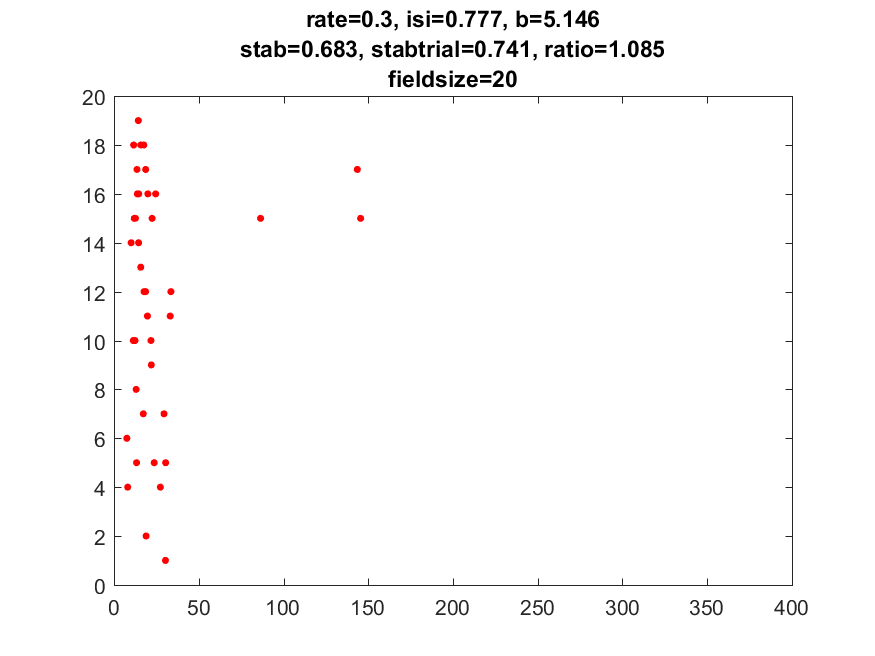 rate=0.3, isi=0.777, b=5.146
stab=0.683, stabtrial=0.741, ratio=1.085
fieldsize=20
20
18
16
14
12
10
8
6
4
2
0
0 50 100 150 200 250 300 350 400